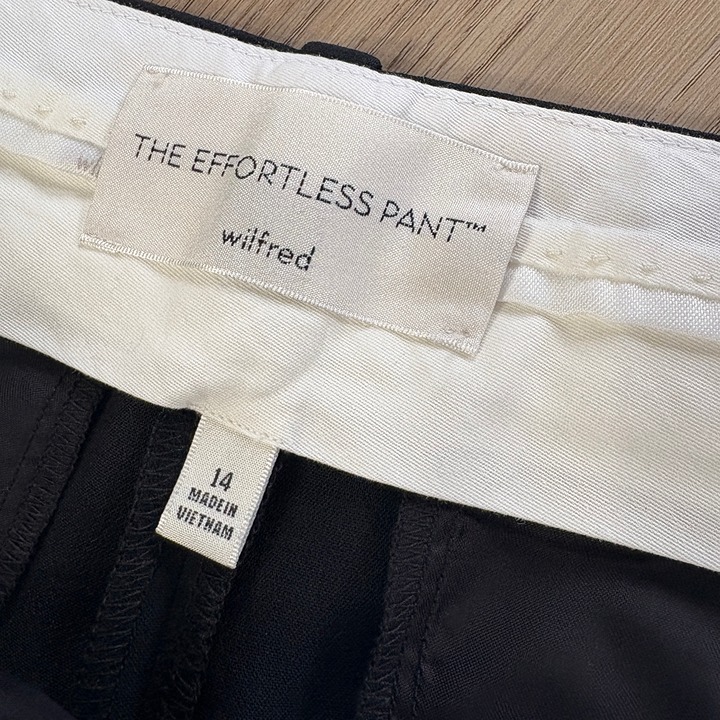 THE EFFORTLESS PANT™
wilfred
14
MADE IN
VIETNAM